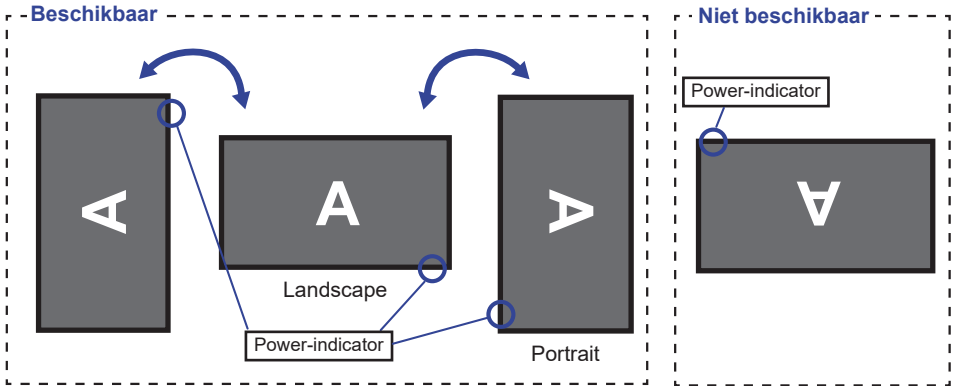 Beschikbaar
Niet beschikbaar
Power-indicator
A
A
A
A
Landscape
Power-indicator
Portrait